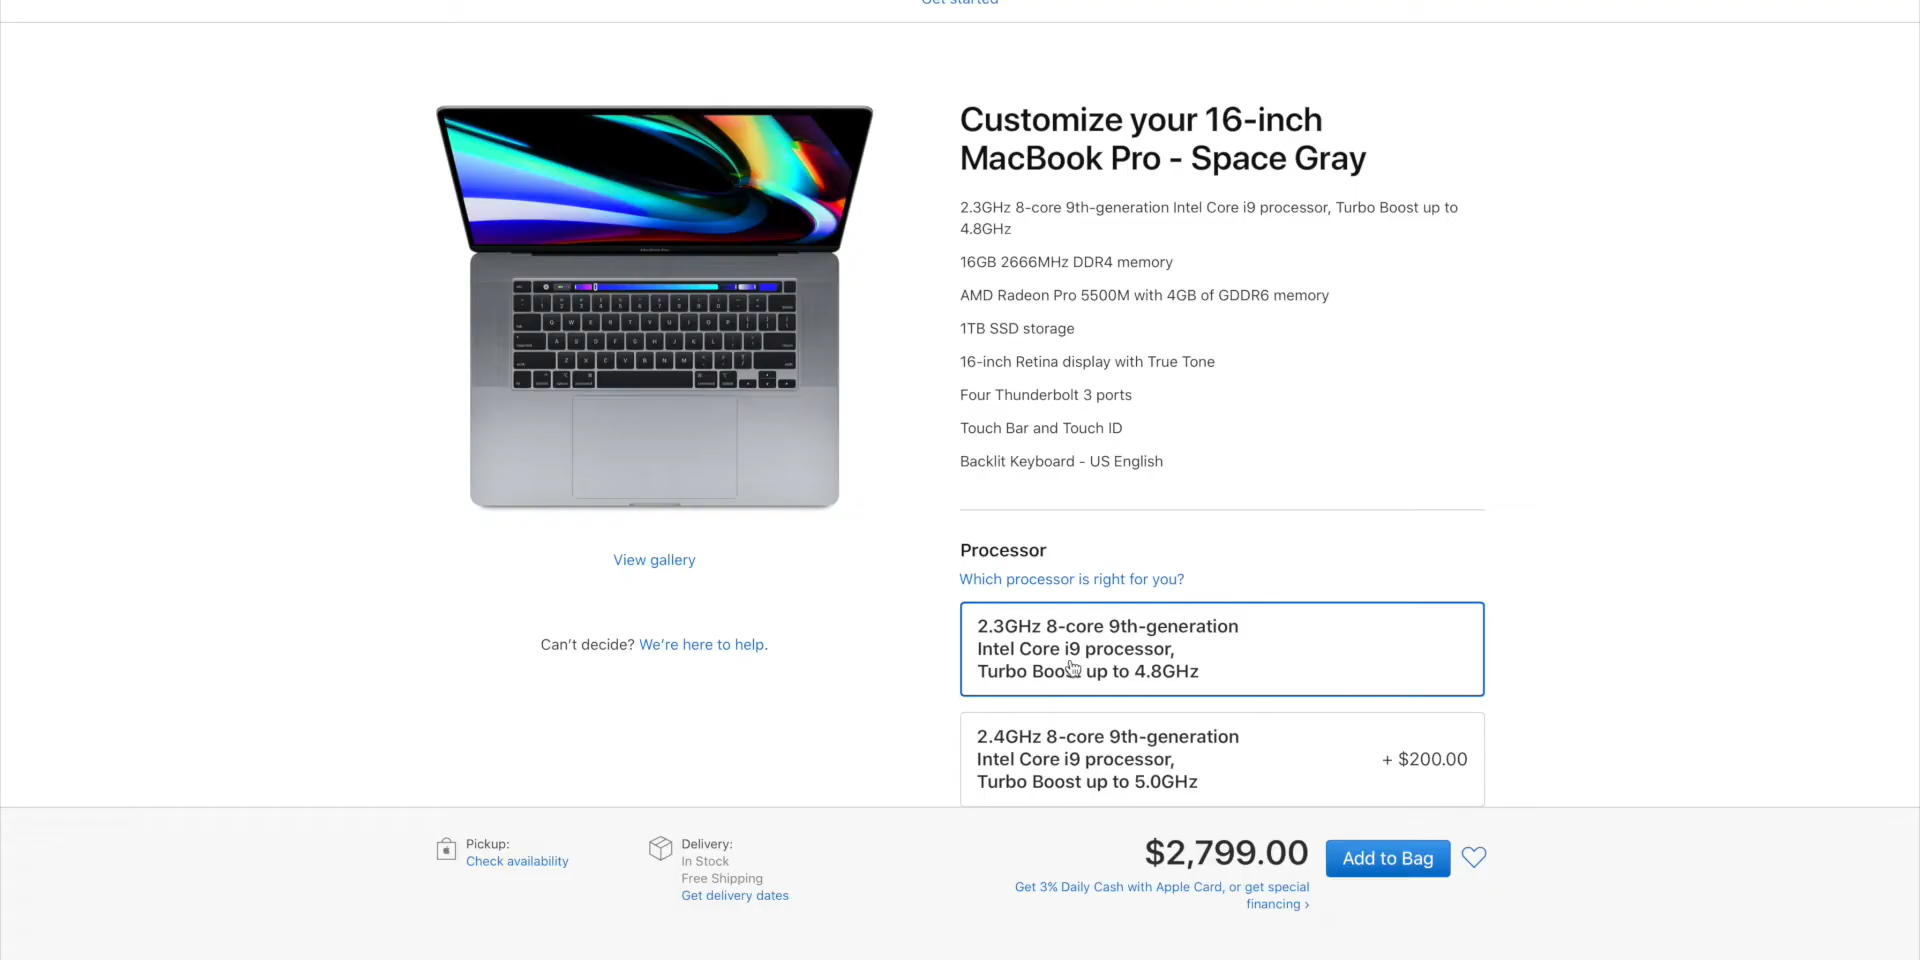 Get started
Customize your 16-inch
MacBook Pro - Space Gray
2.3GHz 8-core 9th-generation Intel Core i9 processor, Turbo Boost up to
4.8GHz
16GB 2666MHz DDR4 memory
AMD Radeon Pro 5500M with 4GB of GDDR6 memory
1TB SSD storage
16-inch Retina display with True Tone
Four Thunderbolt 3 ports
Touch Bar and Touch ID
Backlit Keyboard - US English
View gallery
Can't decide? We're here to help.
Processor
Which processor is right for you?
2.3GHz 8-core 9th-generation
Intel Core i9 processor,
Turbo Boost up to 4.8GHz
2.4GHz 8-core 9th-generation
Intel Core i9 processor,
Turbo Boost up to 5.0GHz
+ $200.00
Pickup:
Check availability
Delivery:
In Stock
Free Shipping
Get delivery dates
$2,799.00
Add to Bag
Get 3% Daily Cash with Apple Card, or get special
financing ›